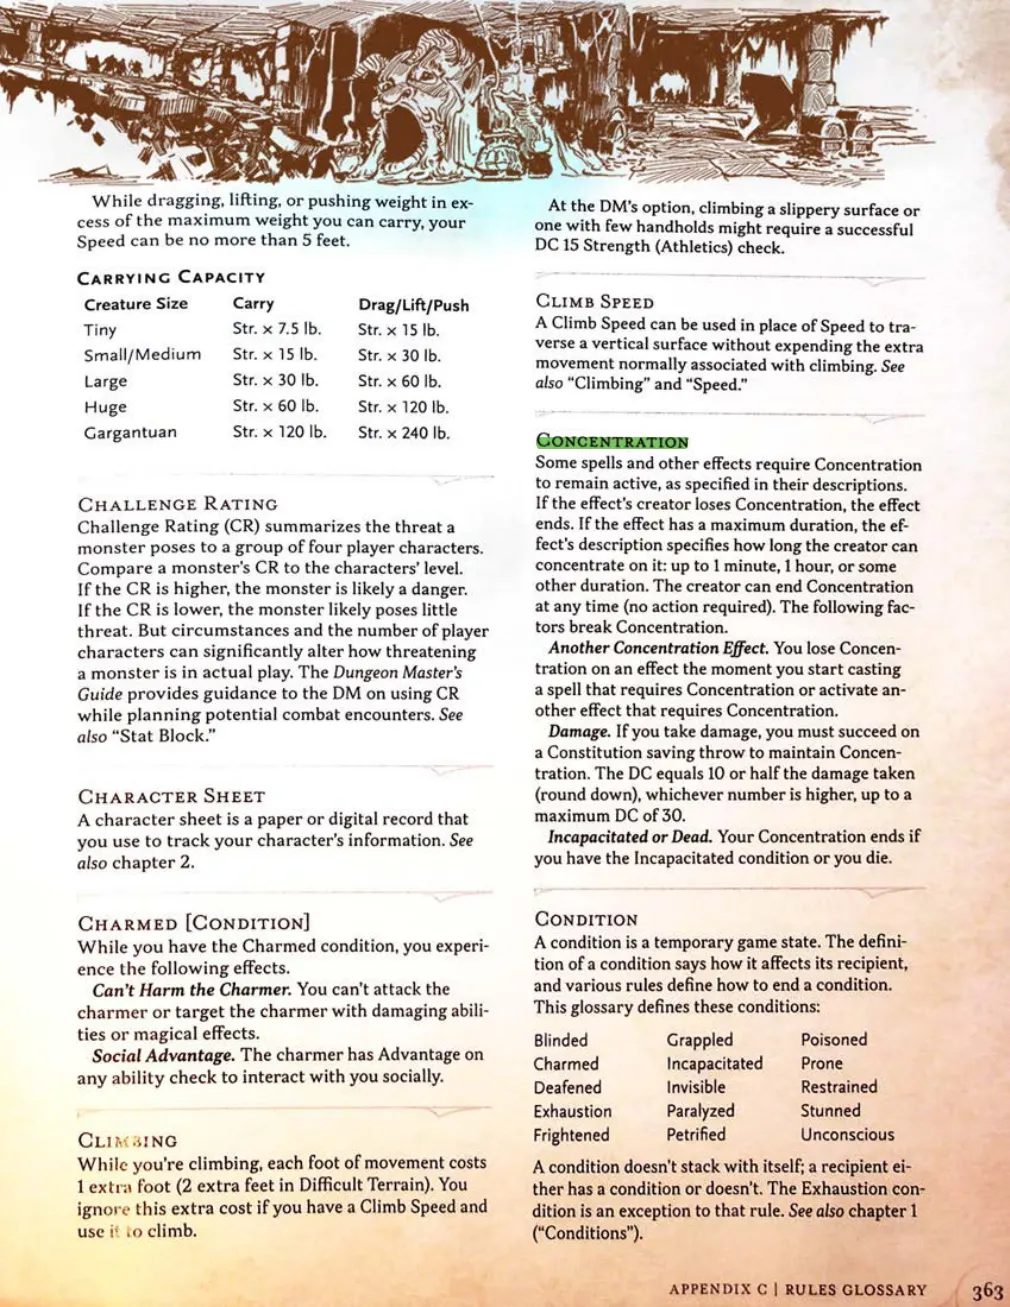 While dragging, lifting, or pushing weight in ex-
cess of the maximum weight you can carry, your
Speed can be no more than 5 feet.
CARRYING CAPACITY
Creature Size Carry Drag/Lift/Push
Tiny Str. × 7.5 lb. Str. × 15 lb.
Small/Medium Str. × 15 lb. Str. × 30 lb.
Large Str. × 30 lb. Str. × 60 lb.
Huge Str. × 60 lb. Str. × 120 lb.
Gargantuan Str. × 120 lb. Str. × 240 lb.
CHALLENGE RATING
Challenge Rating (CR) summarizes the threat a
monster poses to a group of four player characters.
Compare a monster's CR to the characters' level.
If the CR is higher, the monster is likely a danger.
If the CR is lower, the monster likely poses little
threat. But circumstances and the number of player
characters can significantly alter how threatening
a monster is in actual play. The Dungeon Master's
Guide provides guidance to the DM on using CR
while planning potential combat encounters. See
also "Stat Block."
CHARACTER SHEET
A character sheet is a paper or digital record that
you use to track your character's information. See
also chapter 2.
CHARMED [CONDITION]
While you have the Charmed condition, you experi-
ence the following effects.
Can't Harm the Charmer. You can't attack the
charmer or target the charmer with damaging abili-
ties or magical effects.
Social Advantage. The charmer has Advantage on
any ability check to interact with you socially.
CLIMBING
While you're climbing, each foot of movement costs
1 extra foot (2 extra feet in Difficult Terrain). You
ignore this extra cost if you have a Climb Speed and
use it to climb.
At the DM's option, climbing a slippery surface or
one with few handholds might require a successful
DC 15 Strength (Athletics) check.
CLIMB SPEED
A Climb Speed can be used in place of Speed to tra-
verse a vertical surface without expending the extra
movement normally associated with climbing. See
also "Climbing" and "Speed."
CONCENTRATION
Some spells and other effects require Concentration
to remain active, as specified in their descriptions.
If the effect's creator loses Concentration, the effect
ends. If the effect has a maximum duration, the ef-
fect's description specifies how long the creator can
concentrate on it: up to 1 minute, 1 hour, or some
other duration. The creator can end Concentration
at any time (no action required). The following fac-
tors break Concentration.
Another Concentration Effect. You lose Concen-
tration on an effect the moment you start casting
a spell that requires Concentration or activate an-
other effect that requires Concentration.
Damage. If you take damage, you must succeed on
a Constitution saving throw to maintain Concen-
tration. The DC equals 10 or half the damage taken
(round down), whichever number is higher, up to a
maximum DC of 30.
Incapacitated or Dead. Your Concentration ends if
you have the Incapacitated condition or you die.
CONDITION
A condition is a temporary game state. The defini-
tion of a condition says how it affects its recipient,
and various rules define how to end a condition.
This glossary defines these conditions:
Blinded Grappled Poisoned
Charmed Incapacitated Prone
Deafened Invisible Restrained
Exhaustion Paralyzed Stunned
Frightened Petrified Unconscious
A condition doesn't stack with itself; a recipient ei-
ther has a condition or doesn't. The Exhaustion con-
dition is an exception to that rule. See also chapter 1
("Conditions").
APPENDIX C | RULES GLOSSARY 363